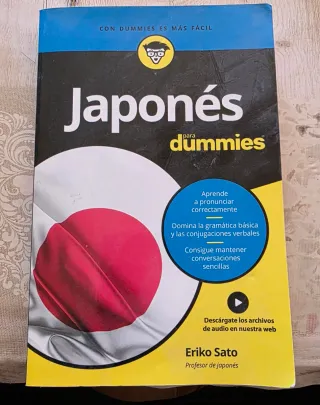 CON DUMMIES ES MÁS FÁCIL
Japonés
para
dummies
Aprende
a pronunciar
correctamente
Domina la gramática básica
y las conjugaciones verbales
Consigue mantener
conversaciones
sencillas
Descárgate los archivos
de audio en nuestra web
Eriko Sato
Profesor de japonés